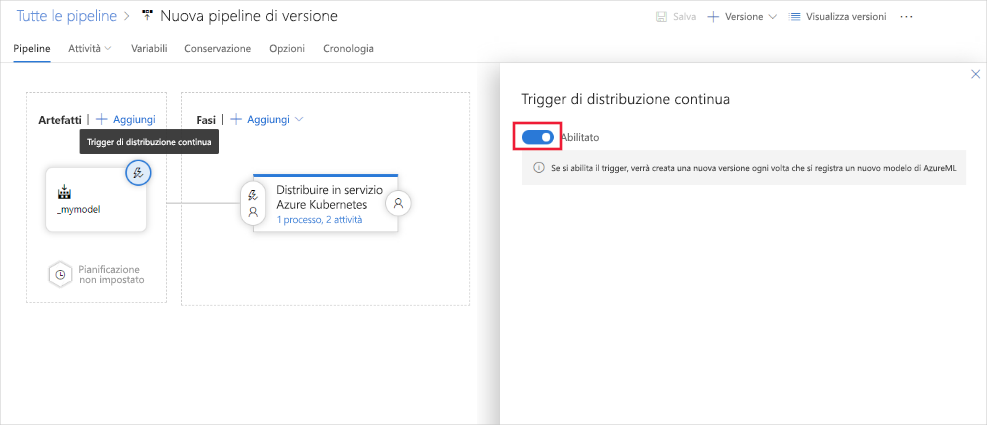 Tutte le pipeline > Nuova pipeline di versione
Salva + Versione Visualizza versioni ...
Pipeline Attività Variabili Conservazione Opzioni Cronologia
Artefatti | + Aggiungi
Fasi | + Aggiungi
Trigger di distribuzione continua
_mymodel
Pianificazione
non impostato
Distribuire in servizio
Azure Kubernetes
1 processo, 2 attività
Trigger di distribuzione continua
Abilitato
Se si abilita il trigger, verrà creata una nuova versione ogni volta che si registra un nuovo modelo di AzureML